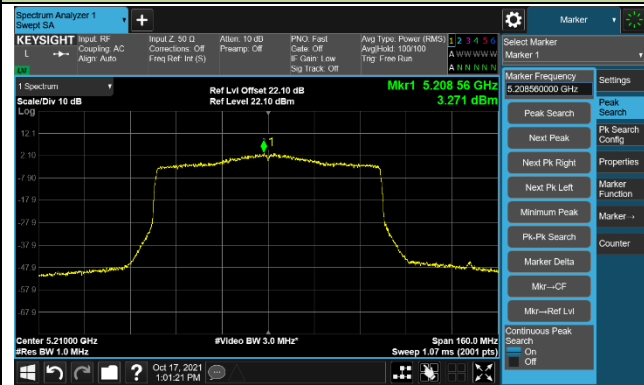 Spectrum Analyzer 1
Swept SA
Marker
KEYSIGHT
L
Input: RF
Coupling: AC
Align: Auto
Input Z: 50 Ω
Corrections: Off
Freq Ref: Int (S)
Atten: 10 dB
Preamp: Off
PNO: Fast
Gate: Off
IF Gain: Low
Sig Track: Off
Avg Type: Power (RMS)
Avg|Hold: 100/100
Trig: Free Run
1 2 3 4 5 6
A W W W W W
A N N N N N
Select Marker
Marker 1
1 Spectrum
Scale/Div 10 dB
Log
Ref Lvl Offset 22.10 dB
Ref Level 22.10 dBm
Mkr1 5.208 56 GHz
3.271 dBm
Marker Frequency
5.208560000 GHz
Settings
Peak Search
Peak
Search
Next Peak
Pk Search
Config
Next Pk Right
Properties
Next Pk Left
Marker
Function
Minimum Peak
Marker→
Pk-Pk Search
Counter
Marker Delta
Mkr→CF
Mkr→Ref Lvl
Continuous Peak
Search
On
Off
12.1
2.10
-7.90
-17.9
-27.9
-37.9
-47.9
-57.9
-67.9
1
Center 5.21000 GHz
#Res BW 1.0 MHz
#Video BW 3.0 MHz*
Span 160.0 MHz
Sweep 1.07 ms (2001 pts)
?
Oct 17, 2021
1:01:21 PM